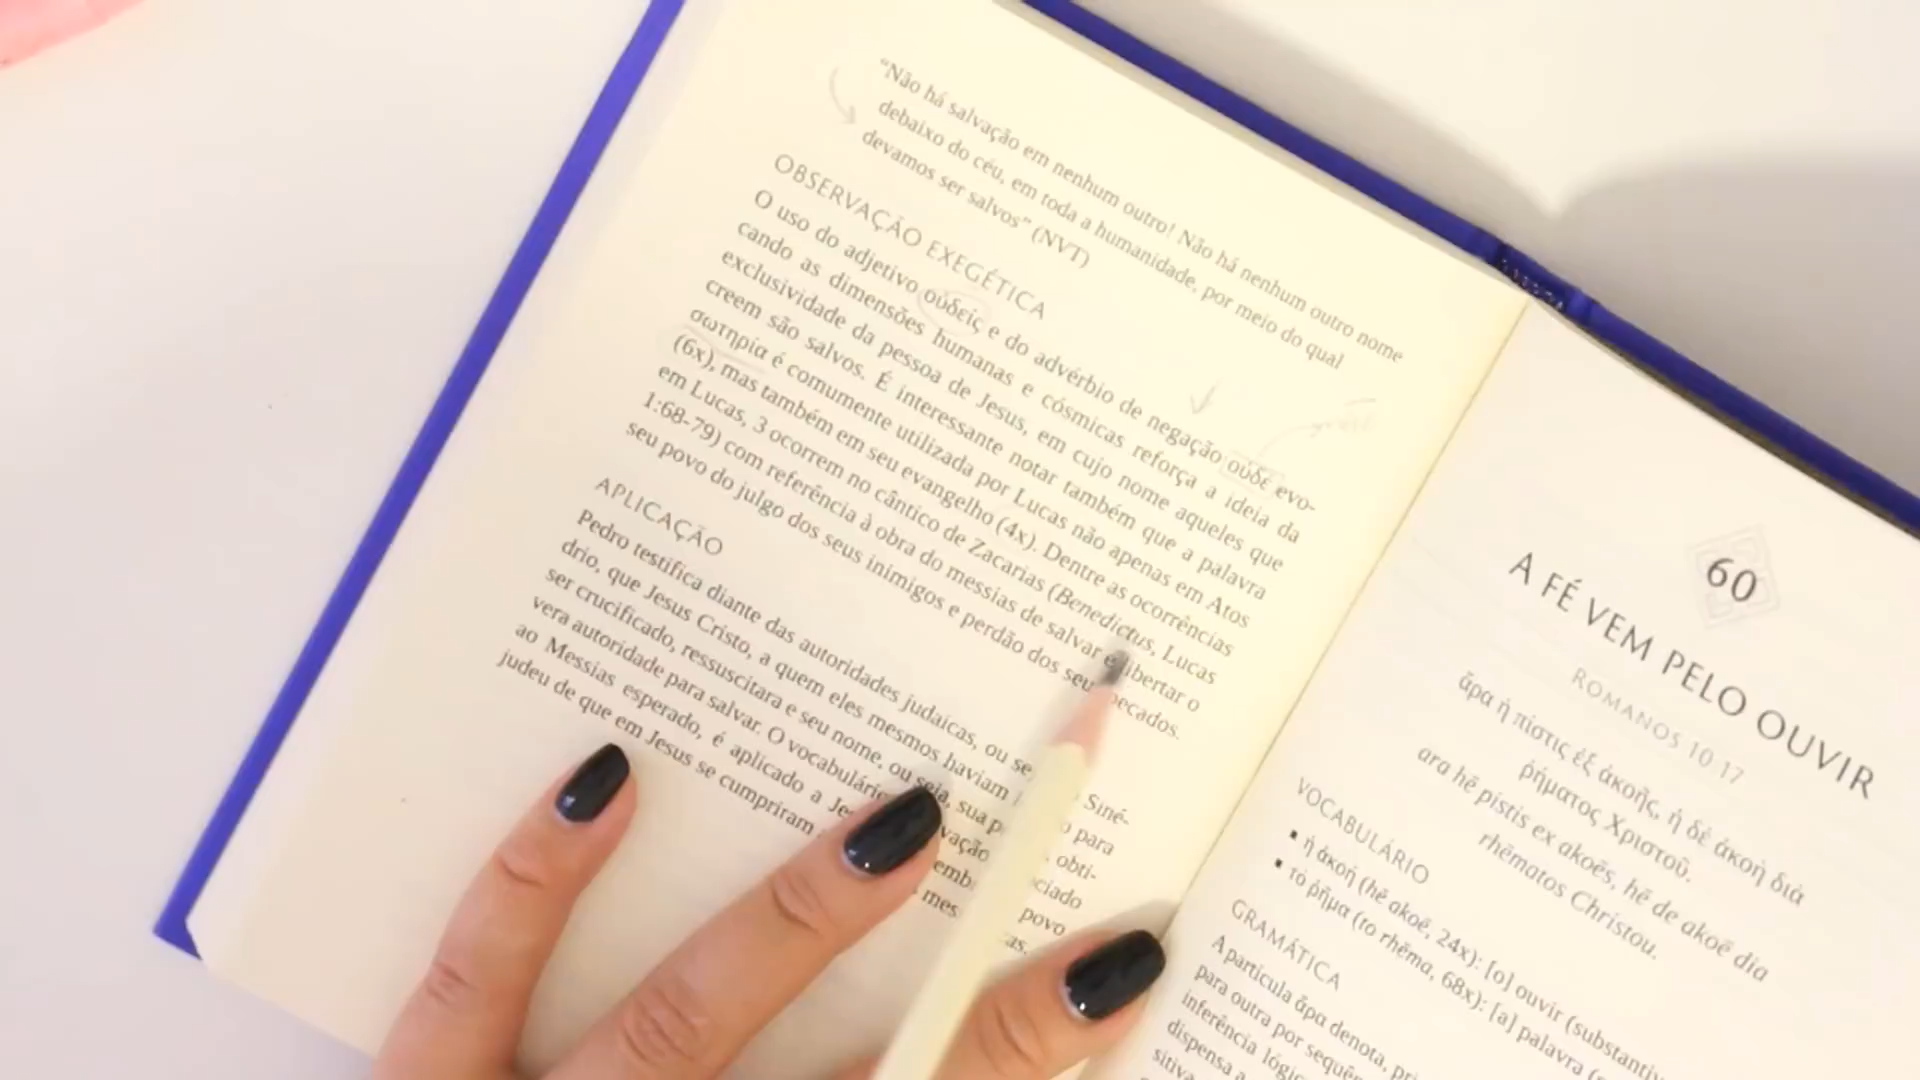 “Não há salvação em nenhum outro! Não há nenhum outro nome
debaixo do céu, em toda a humanidade, por meio do qual
devamos ser salvos” (NVT)
OBSERVAÇÃO EXEGÉTICA
O uso do adjetivo οὐδείς e do advérbio de negação οὐδέ evo-
cando as dimensões humanas e cósmicas reforça a ideia da
exclusividade da pessoa de Jesus, em cujo nome aqueles que
creem são salvos. É interessante notar também que a palavra
σωτηρία é comumente utilizada por Lucas não apenas em Atos
(6x), mas também em seu evangelho (4x). Dentre as ocorrências
em Lucas, 3 ocorrem no cântico de Zacarias (Benedictus, Lucas
1:68-79) com referência à obra do messias de salvar e libertar o
seu povo do julgo dos seus inimigos e perdão dos seus pecados.
APLICAÇÃO
Pedro testifica diante das autoridades judaicas, ou se Siné-
drio, que Jesus Cristo, a quem eles mesmos haviam para
ser crucificado, ressuscitara e seu nome, ou seja, sua obti-
vera autoridade para salvar. O vocabulário ciado
ao Messias esperado, é aplicado a povo
judeu de que em Jesus se cumpriram
60
A FÉ VEM PELO OUVIR
ROMANOS 10.17
ἄρα ἡ πίστις ἐξ ἀκοῆς, ἡ δὲ ἀκοὴ διὰ
ῥήματος Χριστοῦ.
ara hē pistis ex akoēs, hē de akoē dia
rhēmatos Christou.
VOCABULÁRIO
▪ ἡ ἀκοή (hē akoē, 24x): [o] ouvir (substantiv
▪ τὸ ῥῆμα (to rhēma, 68x): [a] palavra
GRAMÁTICA
A partícula ἄρα denota,
para outra por
inferência
dispensa a